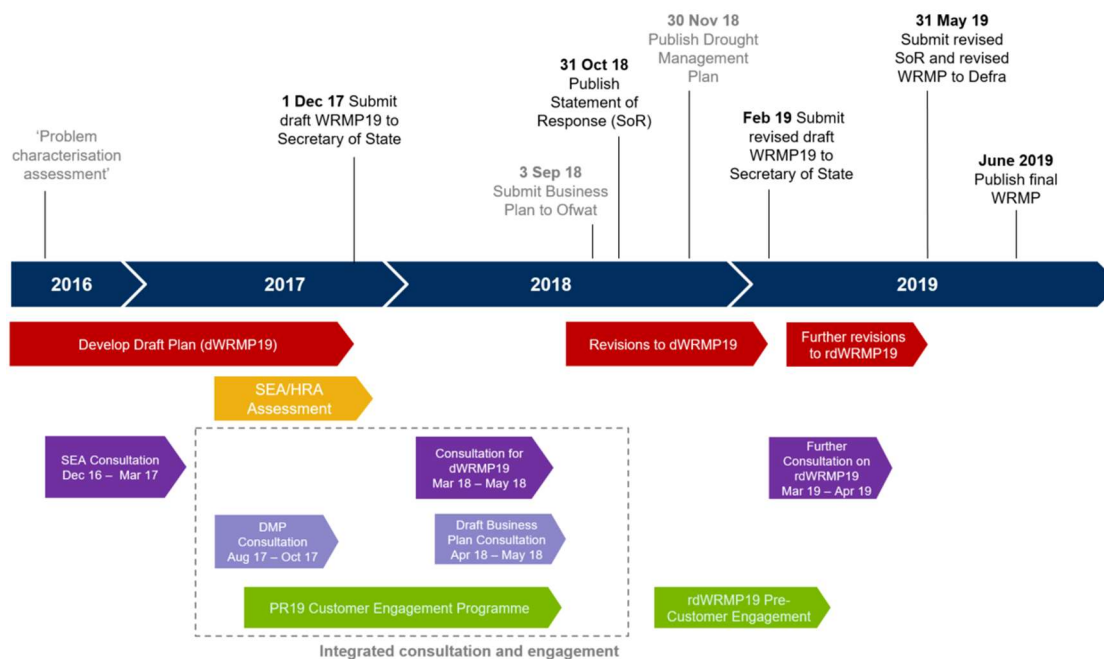 'Problem
characterisation
assessment'
1 Dec 17 Submit
draft WRMP19 to
Secretary of State
3 Sep 18
Submit Business
Plan to Ofwat
31 Oct 18
Publish
Statement of
Response (SoR)
30 Nov 18
Publish Drought
Management
Plan
Feb 19 Submit
revised draft
WRMP19 to
Secretary of State
31 May 19
Submit revised
SoR and revised
WRMP to Defra
June 2019
Publish final
WRMP
2016
2017
2018
2019
Develop Draft Plan (dWRMP19)
Revisions to dWRMP19
Further revisions
to rdWRMP19
SEA/HRA
Assessment
SEA Consultation
Dec 16 – Mar 17
Consultation for
dWRMP19
Mar 18 – May 18
Further
Consultation on
rdWRMP19
Mar 19 – Apr 19
DMP
Consultation
Aug 17 – Oct 17
Draft Business
Plan Consultation
Apr 18 – May 18
PR19 Customer Engagement Programme
rdWRMP19 Pre-
Customer Engagement
Integrated consultation and engagement